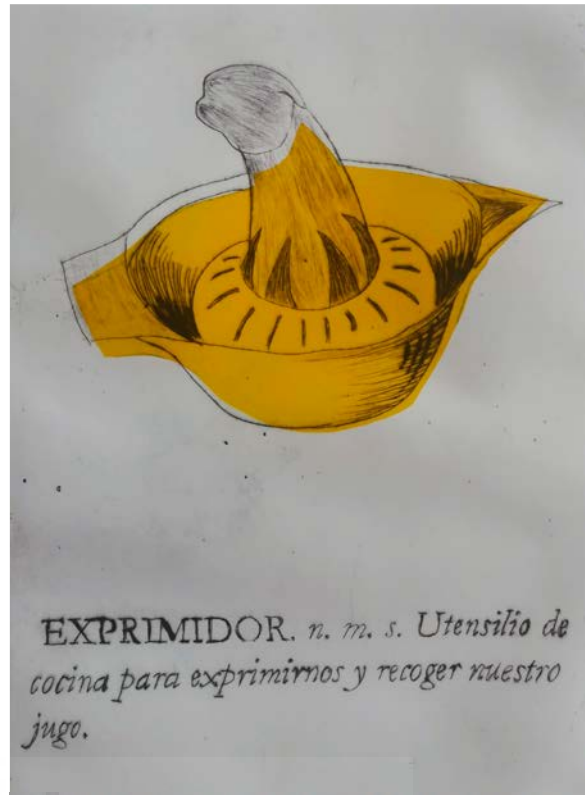 EXPRIMIDOR. n. m. s. Utensilio de
cocina para exprimirnos y recoger nuestro
jugo.